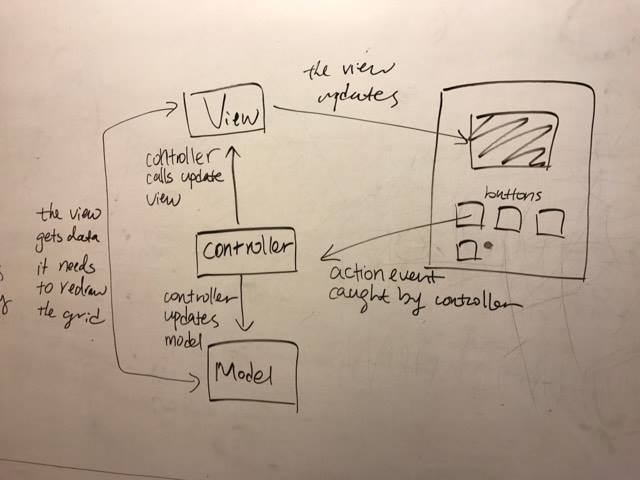 the view
updates
View
controller
calls update
view
buttons
the view
gets data
it needs
to redraw
the grid
controller
action event
caught by controller
controller
updates
model
Model